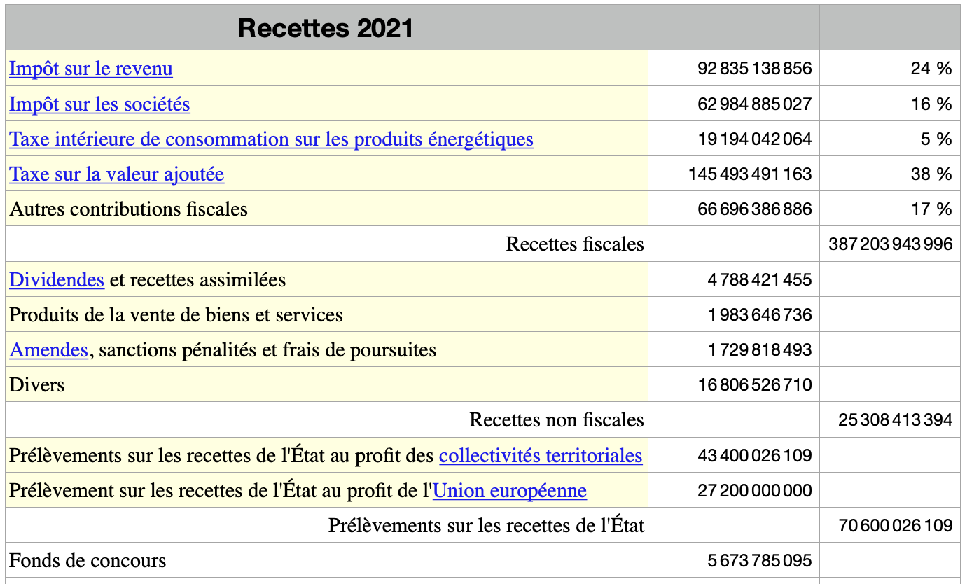 Recettes 2021
Impôt sur le revenu 92 835 138 856 24 %
Impôt sur les sociétés 62 984 885 027 16 %
Taxe intérieure de consommation sur les produits énergétiques 19 194 042 064 5 %
Taxe sur la valeur ajoutée 145 493 491 163 38 %
Autres contributions fiscales 66 696 386 886 17 %
Recettes fiscales 387 203 943 996
Dividendes et recettes assimilées 4 788 421 455
Produits de la vente de biens et services 1 983 646 736
Amendes, sanctions pénalités et frais de poursuites 1 729 818 493
Divers 16 806 526 710
Recettes non fiscales 25 308 413 394
Prélèvements sur les recettes de l'État au profit des collectivités territoriales 43 400 026 109
Prélèvement sur les recettes de l'État au profit de l'Union européenne 27 200 000 000
Prélèvements sur les recettes de l'État 70 600 026 109
Fonds de concours 5 673 785 095